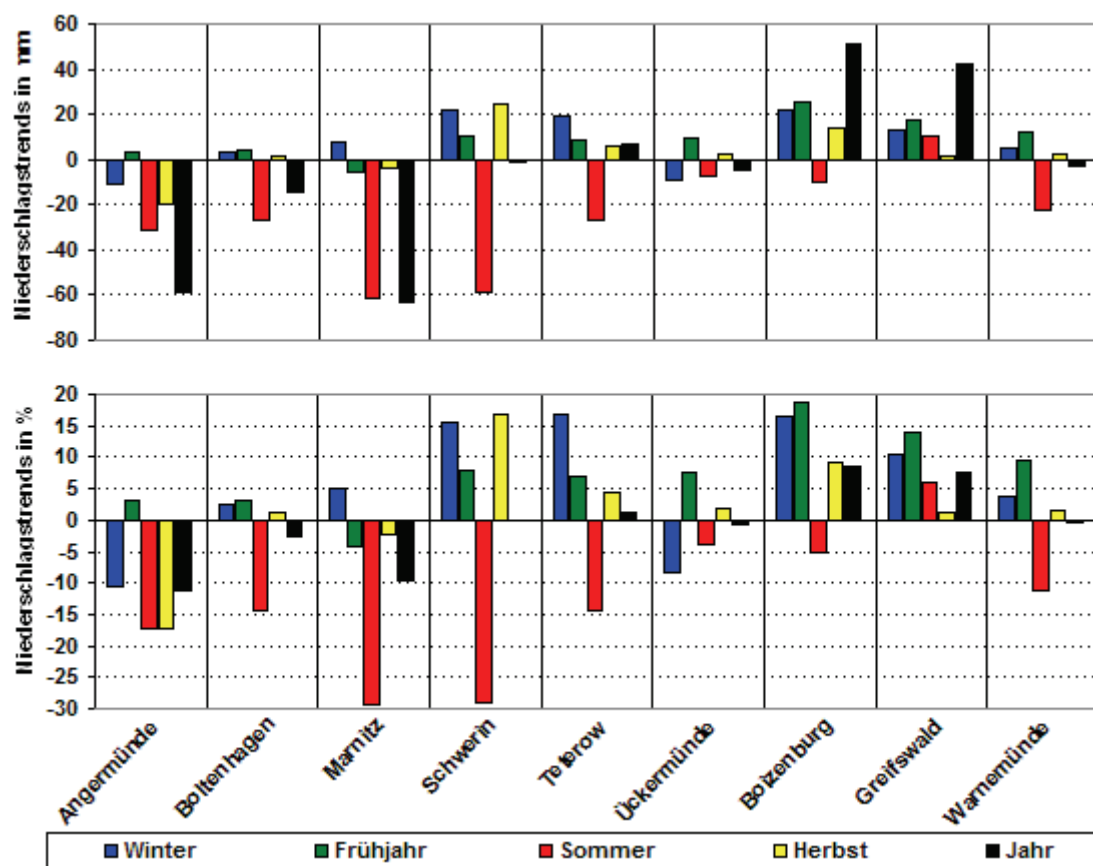 Niederschlagstrends in mm
60
40
20
0
-20
-40
-60
-80
Niederschlagstrends in %
20
15
10
5
0
-5
-10
-15
-20
-25
-30
Angermünde
Boltenhagen
Marnitz
Schwerin
Teterow
Ückermünde
Boizenburg
Greifswald
Warnemünde
Winter Frühjahr Sommer Herbst Jahr